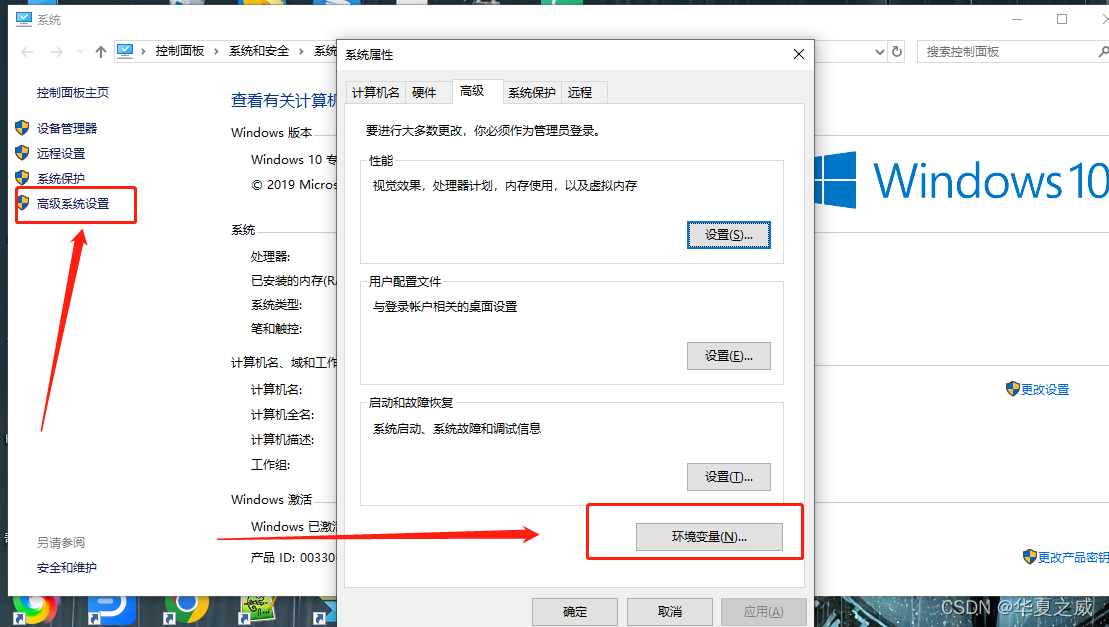 系统
控制面板 › 系统和安全 › 系统
搜索控制面板
控制面板主页
设备管理器
远程设置
系统保护
高级系统设置
另请参阅
安全和维护
查看有关计算机
Windows 版本
Windows 10 专
© 2019 Micros
系统
处理器:
已安装的内存(RA
系统类型:
笔和触控:
计算机名、域和工作
计算机名:
计算机全名:
计算机描述:
工作组:
Windows 激活
Windows 已激活
产品 ID: 00330-
系统属性
计算机名 硬件 高级 系统保护 远程
要进行大多数更改，你必须作为管理员登录。
性能
视觉效果，处理器计划，内存使用，以及虚拟内存
设置(S)...
用户配置文件
与登录帐户相关的桌面设置
设置(E)...
启动和故障恢复
系统启动、系统故障和调试信息
设置(T)...
环境变量(N)...
确定 取消 应用(A)
Windows 10
更改设置
更改产品密钥
CSDN @华夏之威